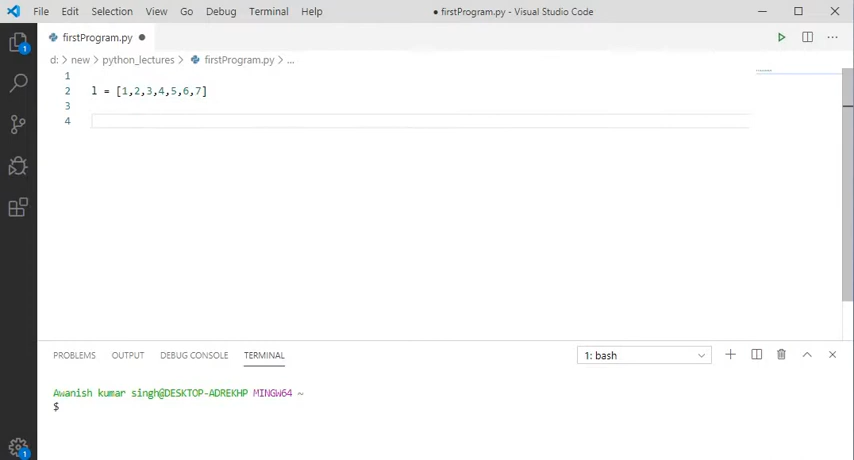 File Edit Selection View Go Debug Terminal Help ● firstProgram.py - Visual Studio Code
firstProgram.py ●
d: > new > python_lectures > firstProgram.py > ...
1
2 l = [1,2,3,4,5,6,7]
3
4
1
PROBLEMS OUTPUT DEBUG CONSOLE TERMINAL 1: bash
Awanish kumar singh@DESKTOP-ADREKHP MINGW64 ~
$
1